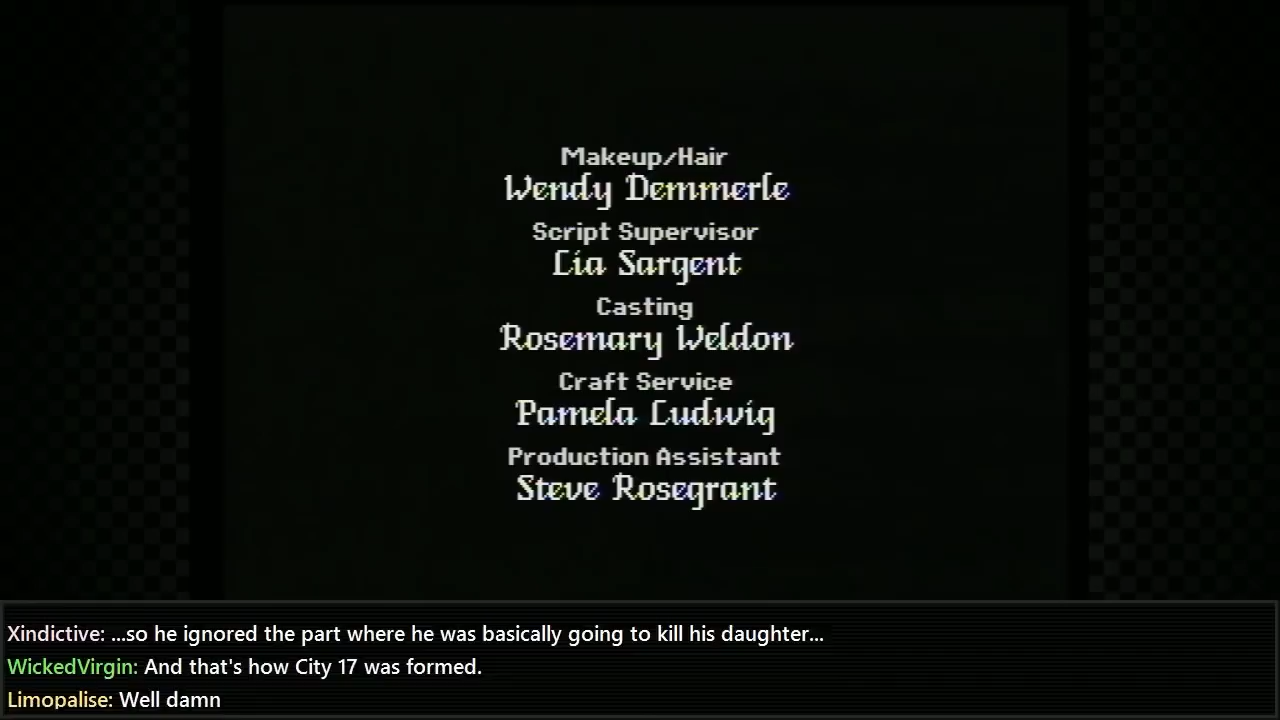 Makeup/Hair
Wendy Demmerle
Script Supervisor
Lia Sargent
Casting
Rosemary Weldon
Craft Service
Pamela Ludwig
Production Assistant
Steve Rosegrant
Xindictive: ...so he ignored the part where he was basically going to kill his daughter...
WickedVirgin: And that's how City 17 was formed.
Limopalise: Well damn